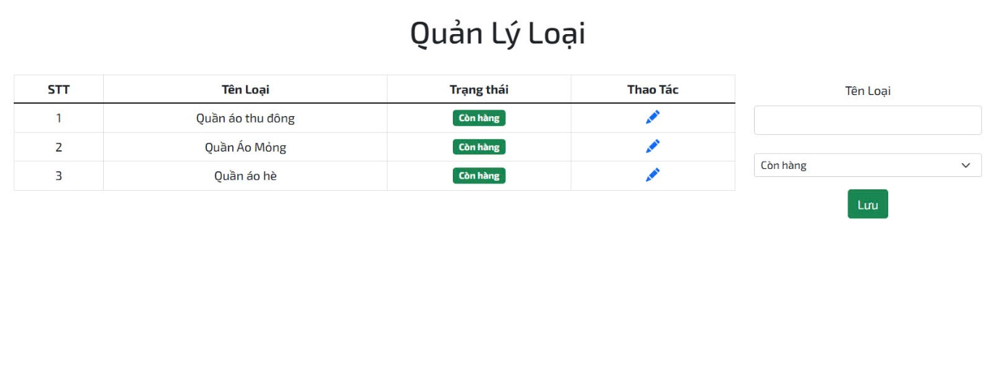 Quản Lý Loại
STT Tên Loại Trạng thái Thao Tác
1 Quần áo thu đông Còn hàng
2 Quần Áo Mỏng Còn hàng
3 Quần áo hè Còn hàng
Tên Loại
Còn hàng
Lưu